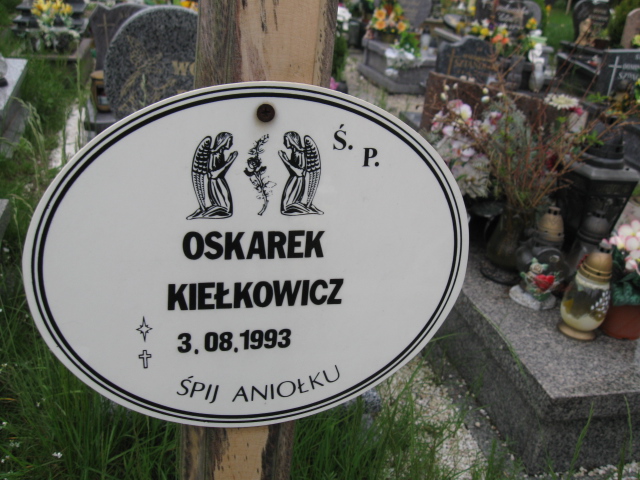 Ś. P.
OSKAREK
KIEŁKOWICZ
3.08.1993
ŚPIJ ANIOŁKU